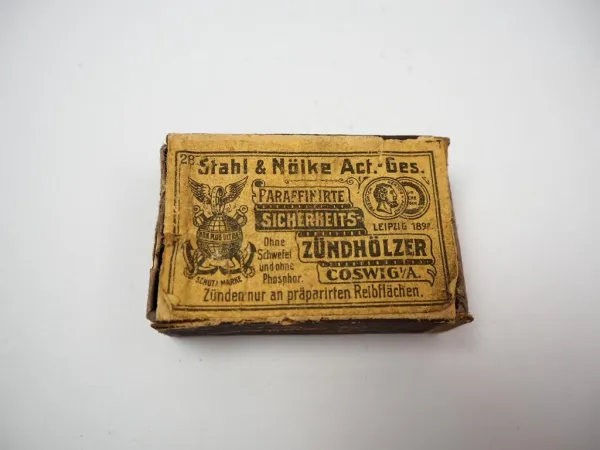 28 Stahl & Nölke Act.-Ges.
PARAFFINIRTE
SICHERHEITS-
LEIPZIG 189
Ohne
Schwefel
und ohne
Phosphor.
ZÜNDHÖLZER
COSWIG i/A.
SCHUTZ MARKE
Zünden nur an präparirten Reibflächen.